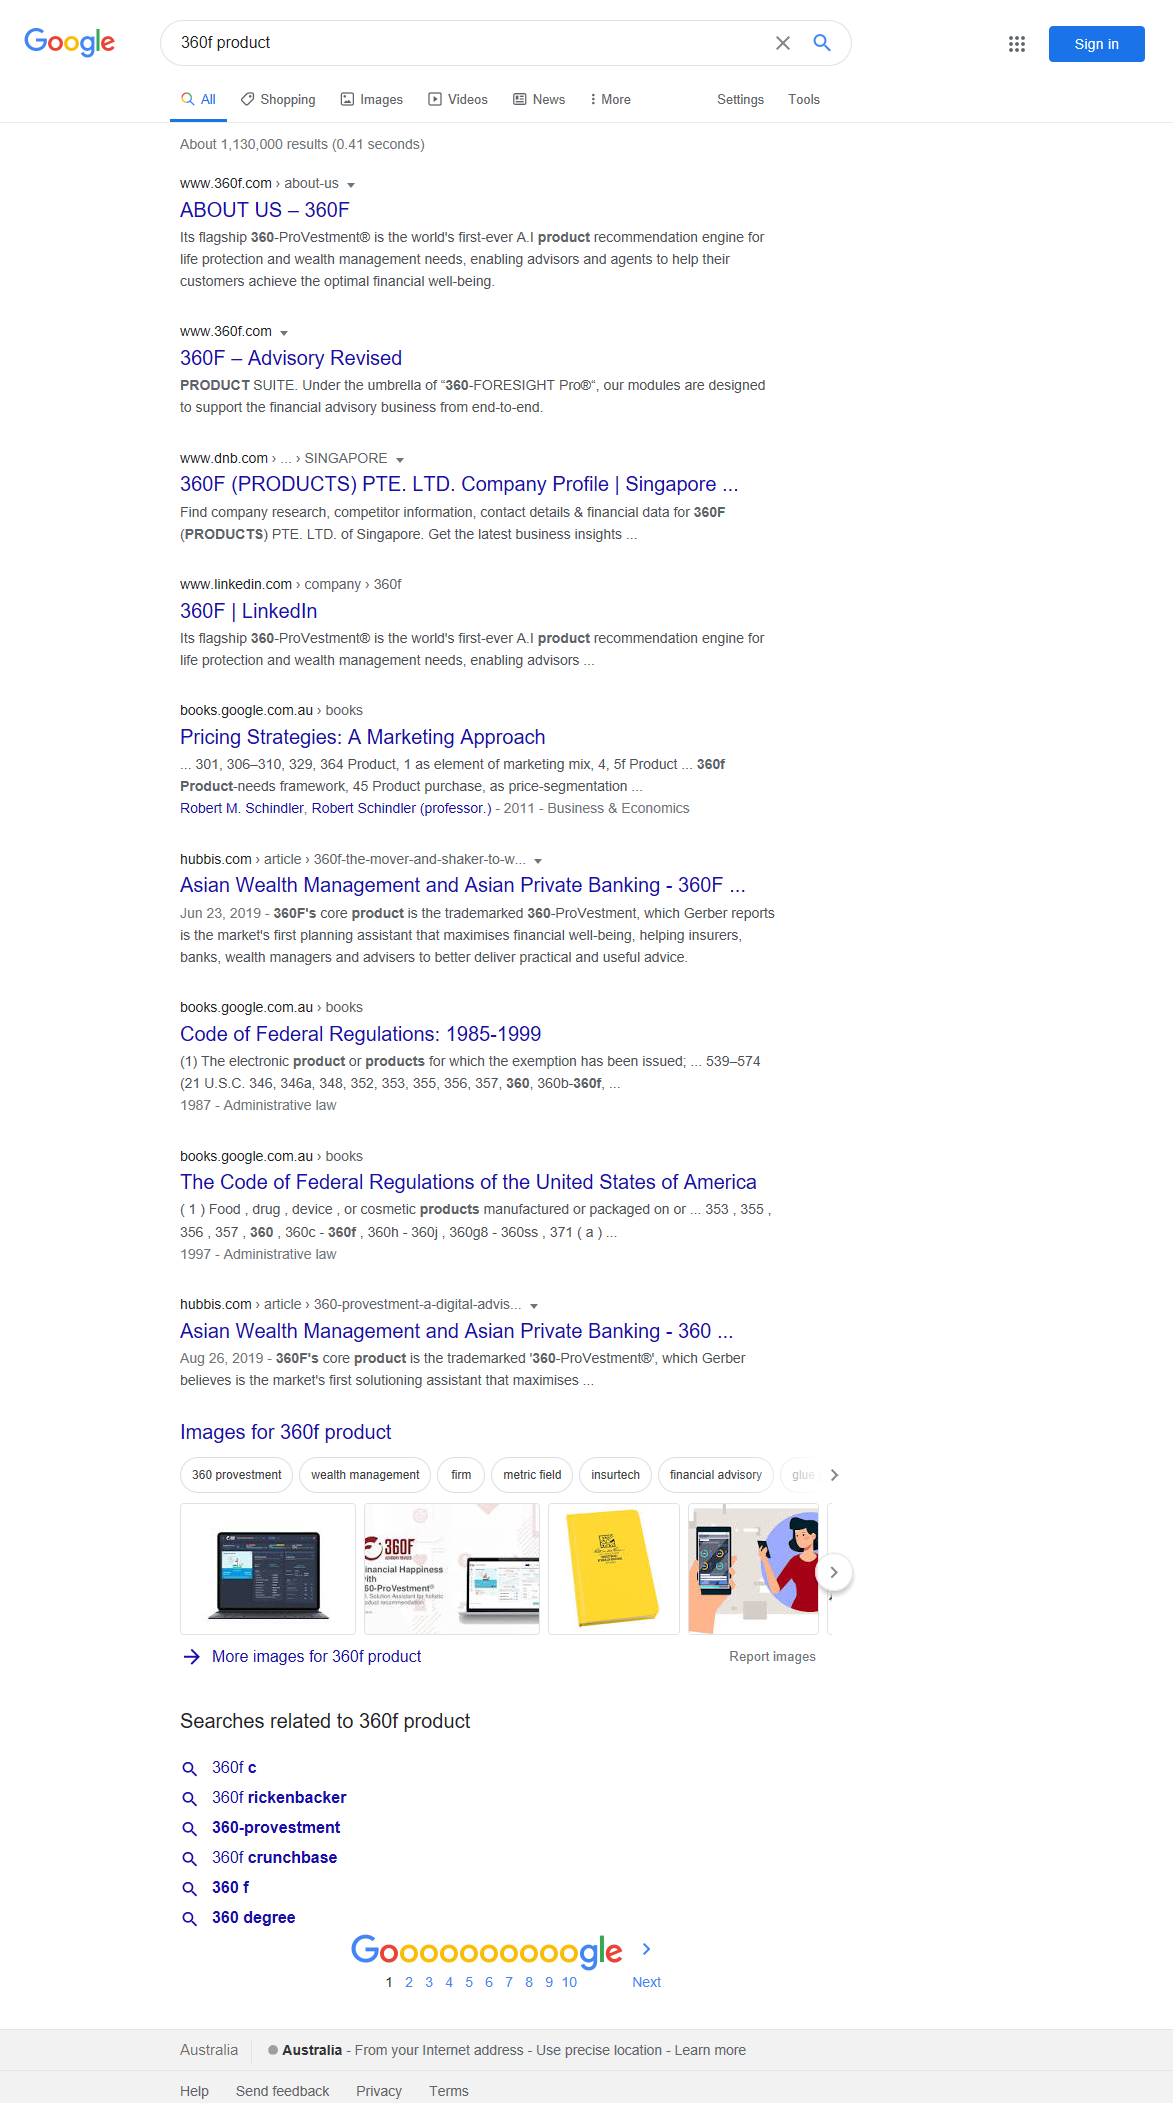 Google
360f product
Sign in
All Shopping Images Videos News More Settings Tools
About 1,130,000 results (0.41 seconds)
www.360f.com › about-us
ABOUT US – 360F
Its flagship 360-ProVestment® is the world's first-ever A.I product recommendation engine for
life protection and wealth management needs, enabling advisors and agents to help their
customers achieve the optimal financial well-being.
www.360f.com
360F – Advisory Revised
PRODUCT SUITE. Under the umbrella of “360-FORESIGHT Pro®“, our modules are designed
to support the financial advisory business from end-to-end.
www.dnb.com › ... › SINGAPORE
360F (PRODUCTS) PTE. LTD. Company Profile | Singapore ...
Find company research, competitor information, contact details & financial data for 360F
(PRODUCTS) PTE. LTD. of Singapore. Get the latest business insights ...
www.linkedin.com › company › 360f
360F | LinkedIn
Its flagship 360-ProVestment® is the world's first-ever A.I product recommendation engine for
life protection and wealth management needs, enabling advisors ...
books.google.com.au › books
Pricing Strategies: A Marketing Approach
... 301, 306–310, 329, 364 Product, 1 as element of marketing mix, 4, 5f Product ... 360f
Product-needs framework, 45 Product purchase, as price-segmentation ...
Robert M. Schindler, Robert Schindler (professor.) - 2011 - Business & Economics
hubbis.com › article › 360f-the-mover-and-shaker-to-w...
Asian Wealth Management and Asian Private Banking - 360F ...
Jun 23, 2019 - 360F's core product is the trademarked 360-ProVestment, which Gerber reports
is the market's first planning assistant that maximises financial well-being, helping insurers,
banks, wealth managers and advisers to better deliver practical and useful advice.
books.google.com.au › books
Code of Federal Regulations: 1985-1999
(1) The electronic product or products for which the exemption has been issued; ... 539–574
(21 U.S.C. 346, 346a, 348, 352, 353, 355, 356, 357, 360, 360b-360f, ...
1987 - Administrative law
books.google.com.au › books
The Code of Federal Regulations of the United States of America
( 1 ) Food , drug , device , or cosmetic products manufactured or packaged on or ... 353 , 355 ,
356 , 357 , 360 , 360c - 360f , 360h - 360j , 360g8 - 360ss , 371 ( a ) ...
1997 - Administrative law
hubbis.com › article › 360-provestment-a-digital-advis...
Asian Wealth Management and Asian Private Banking - 360 ...
Aug 26, 2019 - 360F's core product is the trademarked '360-ProVestment®', which Gerber
believes is the market's first solutioning assistant that maximises ...
Images for 360f product
360 provestment wealth management firm metric field insurtech financial advisory glue
360F
inancial Happiness
ith
60-ProVestment®
More images for 360f product Report images
Searches related to 360f product
360f c
360f rickenbacker
360-provestment
360f crunchbase
360 f
360 degree
Goooooooooogle
1 2 3 4 5 6 7 8 9 10 Next
Australia Australia - From your Internet address - Use precise location - Learn more
Help Send feedback Privacy Terms